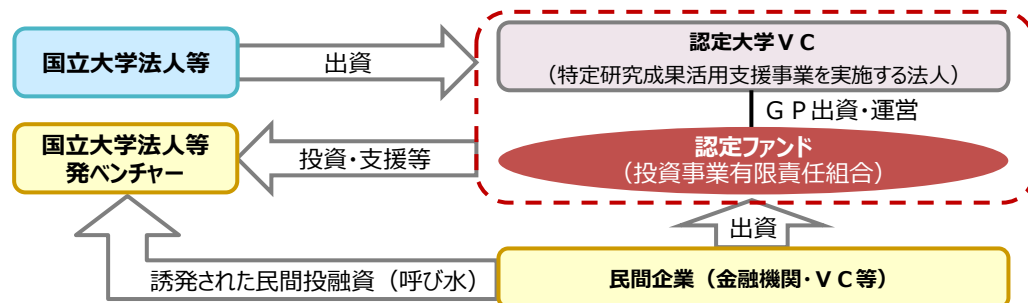 国立大学法人等
出資
認定大学VC
(特定研究成果活用支援事業を実施する法人)
GP出資・運営
国立大学法人等
発ベンチャー
投資・支援等
認定ファンド
(投資事業有限責任組合)
出資
誘発された民間投融資(呼び水)
民間企業(金融機関・VC等)